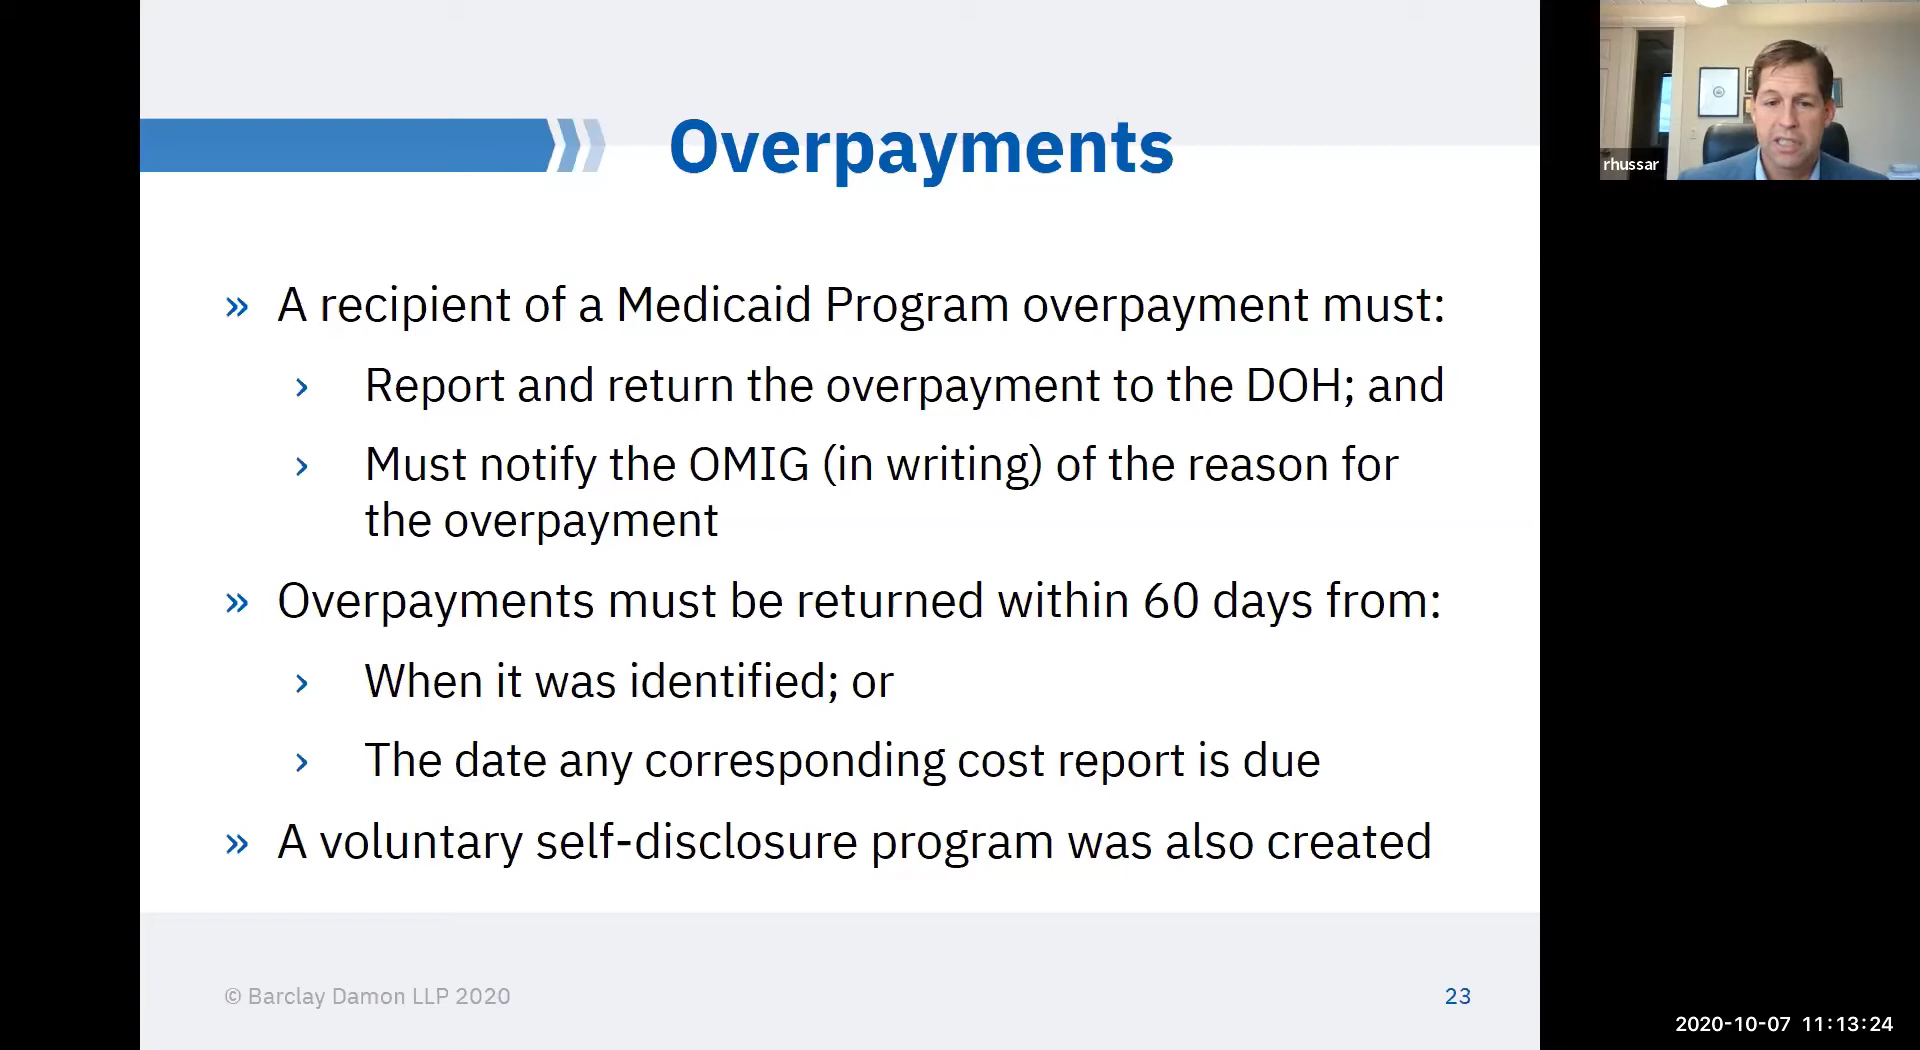 Overpayments
» A recipient of a Medicaid Program overpayment must:
› Report and return the overpayment to the DOH; and
› Must notify the OMIG (in writing) of the reason for
the overpayment
» Overpayments must be returned within 60 days from:
› When it was identified; or
› The date any corresponding cost report is due
» A voluntary self-disclosure program was also created
© Barclay Damon LLP 2020
23
rhussar
2020-10-07 11:13:24